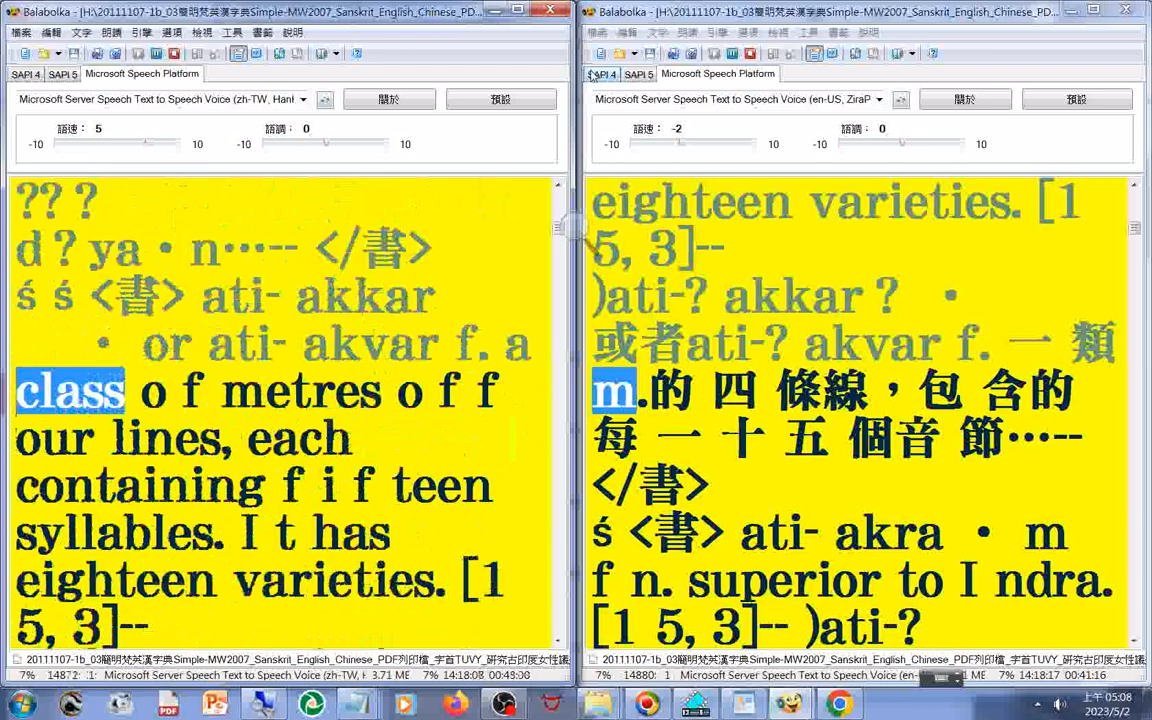 Balabolka - [H:\20111107-1b_03簡明梵英漢字典Simple-MW2007_Sanskrit_English_Chinese_PD...
檔案 編輯 文字 朗讀 引擎 選項 檢視 工具 書籤 說明
SAPI 4 SAPI 5 Microsoft Speech Platform
Microsoft Server Speech Text to Speech Voice (zh-TW, Hanl 關於 預設
語速： 5 語調： 0
-10 10 -10 10
?? ?
d ? ya • n…-- </書>
ś ś <書> ati- akkar
• or ati- akvar f. a
class o f metres o f f
our lines, each
containing f i f teen
syllables. I t has
eighteen varieties. [1
5, 3]--
20111107-1b_03簡明梵英漢字典Simple-MW2007_Sanskrit_English_Chinese_PDF列印檔_字首TUVY_研究古印度女性議
7% 14872: 1: Microsoft Server Speech Text to Speech Voice (zh-TW, H 3.71 ME 7% 14:18:08 00:48:08
Balabolka - [H:\20111107-1b_03簡明梵英漢字典Simple-MW2007_Sanskrit_English_Chinese_PD...
檔案 編輯 文字 朗讀 引擎 選項 檢視 工具 書籤 說明
SAPI 4 SAPI 5 Microsoft Speech Platform
Microsoft Server Speech Text to Speech Voice (en-US, ZiraP 關於 預設
語速： -2 語調： 0
-10 10 -10 10
eighteen varieties. [1
5, 3]--
)ati-? akkar ? •
或者ati-? akvar f. 一 類
m.的 四 條線，包 含的
每 一 十 五 個音 節…--
</書>
ś <書> ati- akra • m
f n. superior to I ndra.
[1 5, 3]-- )ati-?
20111107-1b_03簡明梵英漢字典Simple-MW2007_Sanskrit_English_Chinese_PDF列印檔_字首TUVY_研究古印度女性議
7% 14880: 1 Microsoft Server Speech Text to Speech Voice (en-US, 7% 14:18:17 00:41:16
上午 05:08
2023/5/2